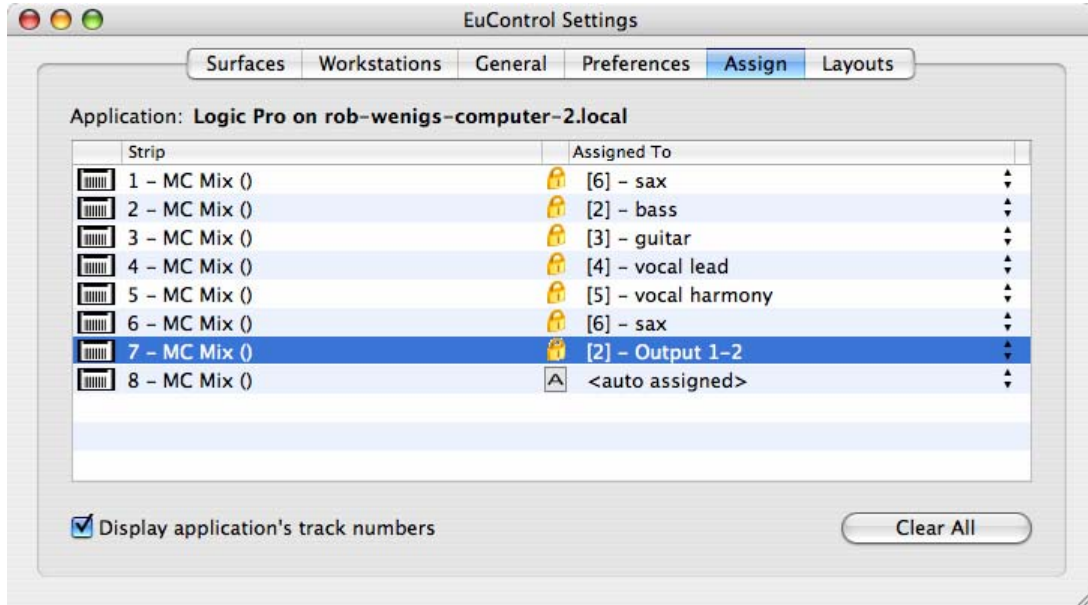 EuControl Settings
Surfaces Workstations General Preferences Assign Layouts
Application: Logic Pro on rob-wenigs-computer-2.local
Strip Assigned To
1 – MC Mix () [6] – sax
2 – MC Mix () [2] – bass
3 – MC Mix () [3] – guitar
4 – MC Mix () [4] – vocal lead
5 – MC Mix () [5] – vocal harmony
6 – MC Mix () [6] – sax
7 – MC Mix () [2] – Output 1–2
8 – MC Mix () A <auto assigned>
Display application's track numbers Clear All